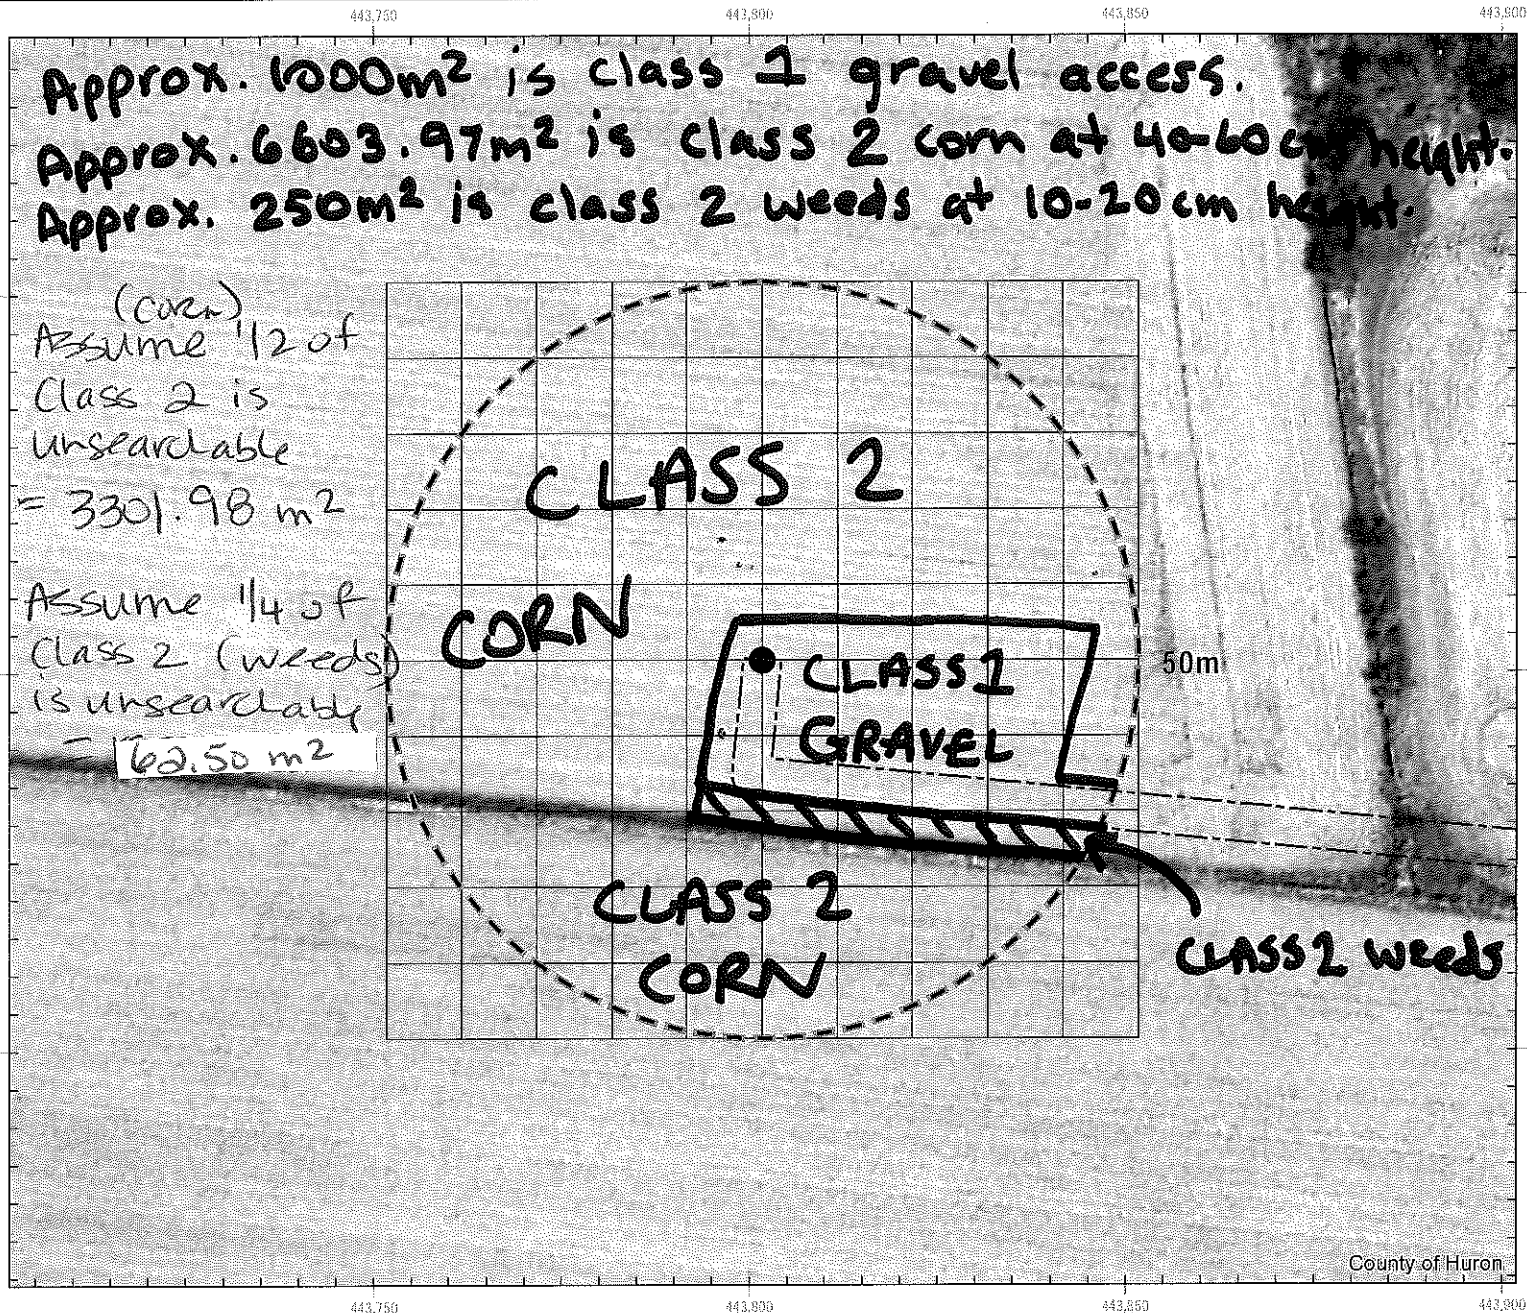 443,750 443,800 443,850 443,900
Approx. 1000m² is class 1 gravel access.
Approx. 6603.97m² is class 2 corn at 40-60cm height.
Approx. 250m² is class 2 weeds at 10-20cm height.
(corn)
Assume 1/2 of
Class 2 is
unsearchable
= 3301.98 m²
Assume 1/4 of
Class 2 (weeds)
is unsearchable
= 62.50 m²
CLASS 2
CORN
CLASS 1
GRAVEL
50m
CLASS 2
CORN
CLASS 2 weeds
County of Huron
443,750 443,800 443,850 443,900